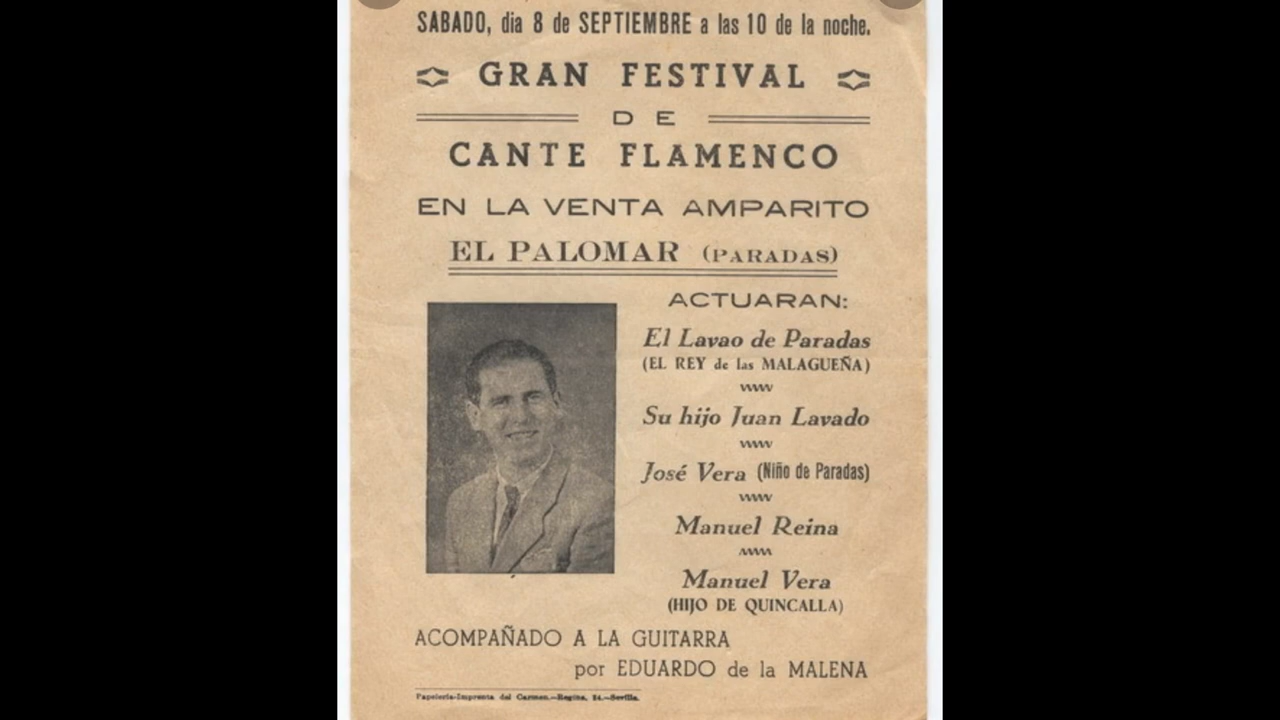 SABADO, dia 8 de SEPTIEMBRE a las 10 de la noche.
GRAN FESTIVAL
DE
CANTE FLAMENCO
EN LA VENTA AMPARITO
EL PALOMAR (PARADAS)
ACTUARAN:
El Lavao de Paradas
(EL REY de las MALAGUEÑA)
Su hijo Juan Lavado
José Vera (Niño de Paradas)
Manuel Reina
Manuel Vera
(HIJO DE QUINCALLA)
ACOMPAÑADO A LA GUITARRA
por EDUARDO de la MALENA
Papelería-Imprenta del Carmen.—Regina, 24.—Sevilla.